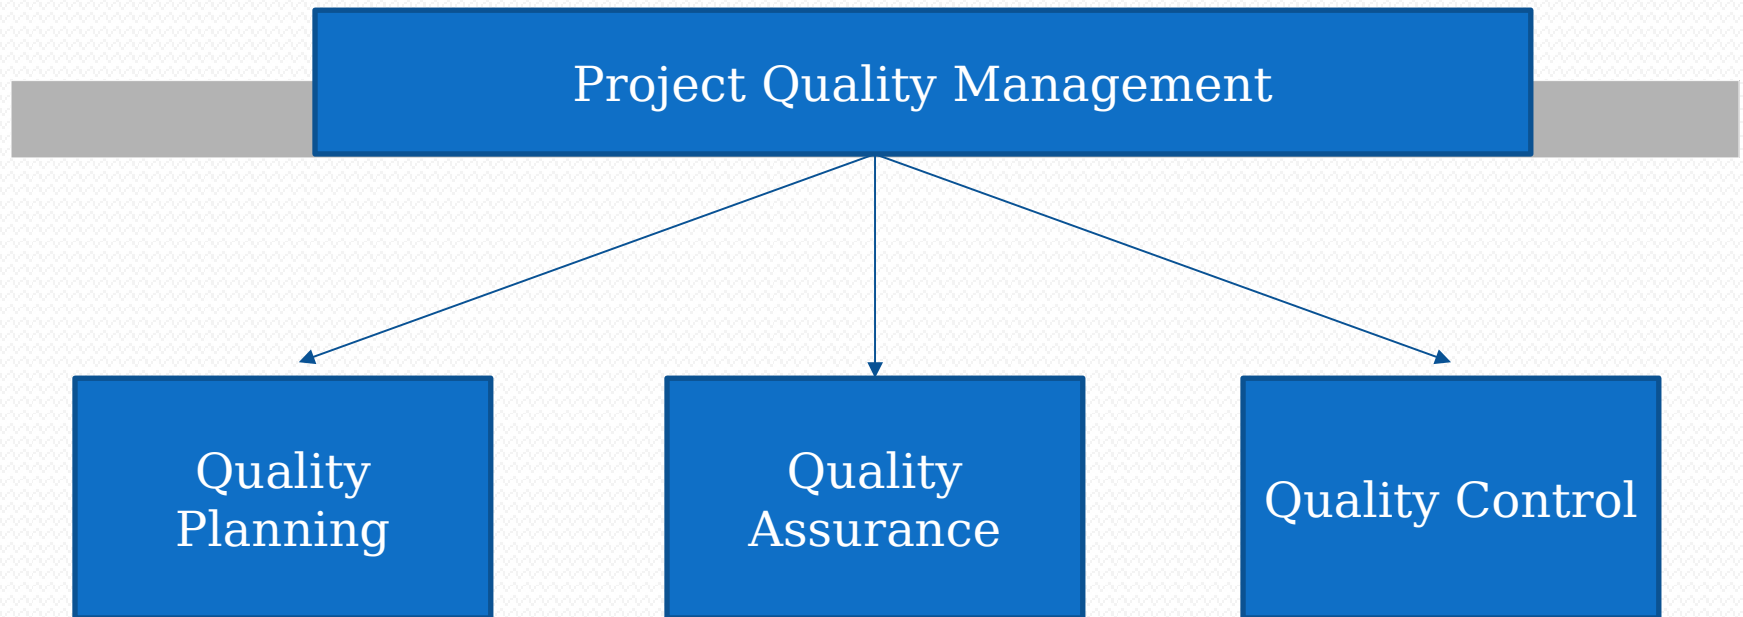 Project Quality Management
Quality
Planning
Quality
Assurance
Quality Control